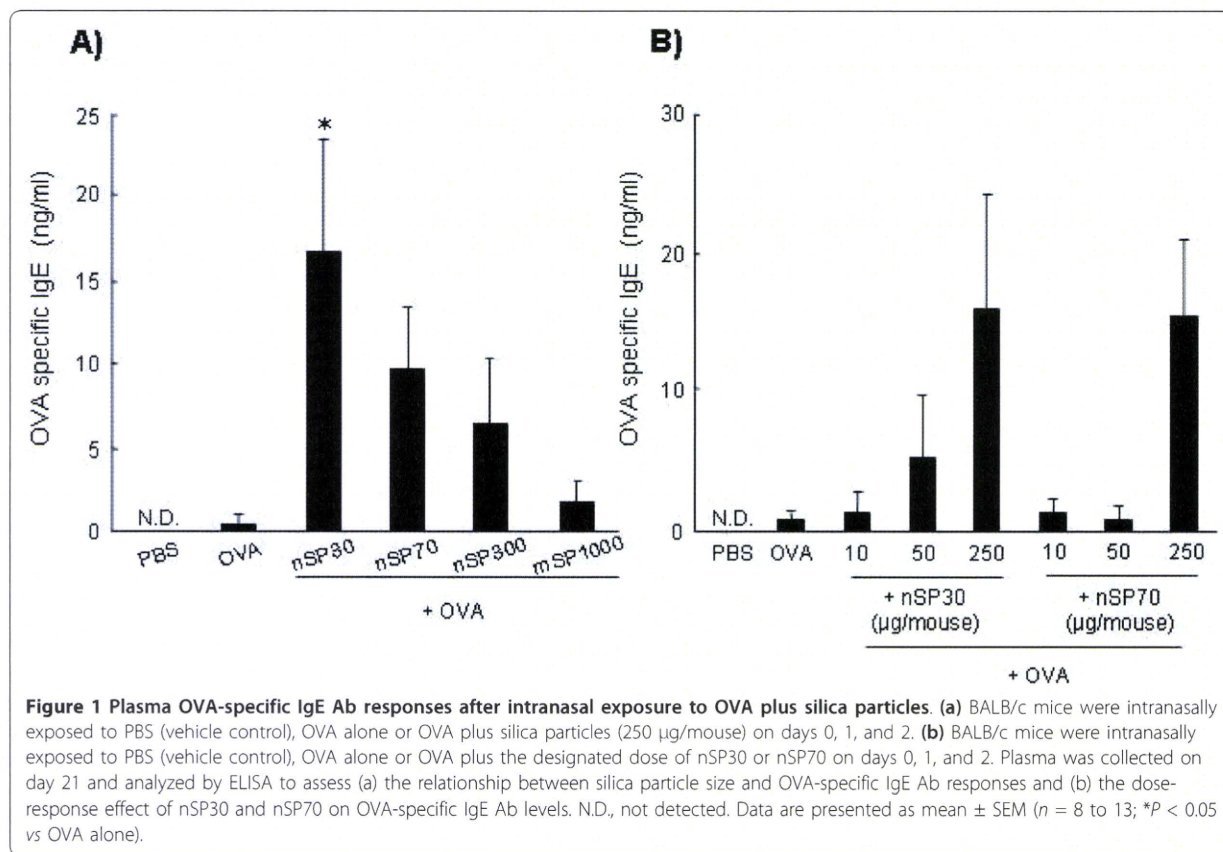 A)
B)
OVA specific IgE (ng/ml)
25
20
15
10
5
0
*
N.D.
PBS
OVA
nSP30
nSP70
nSP300
mSP1000
+ OVA
OVA specific IgE (ng/ml)
30
20
10
0
N.D.
PBS OVA 10 50 250 10 50 250
+ nSP30 + nSP70
(µg/mouse) (µg/mouse)
+ OVA
Figure 1 Plasma OVA-specific IgE Ab responses after intranasal exposure to OVA plus silica particles. (a) BALB/c mice were intranasally
exposed to PBS (vehicle control), OVA alone or OVA plus silica particles (250 µg/mouse) on days 0, 1, and 2. (b) BALB/c mice were intranasally
exposed to PBS (vehicle control), OVA alone or OVA plus the designated dose of nSP30 or nSP70 on days 0, 1, and 2. Plasma was collected on
day 21 and analyzed by ELISA to assess (a) the relationship between silica particle size and OVA-specific IgE Ab responses and (b) the dose-
response effect of nSP30 and nSP70 on OVA-specific IgE Ab levels. N.D., not detected. Data are presented as mean ± SEM (n = 8 to 13; *P < 0.05
vs OVA alone).